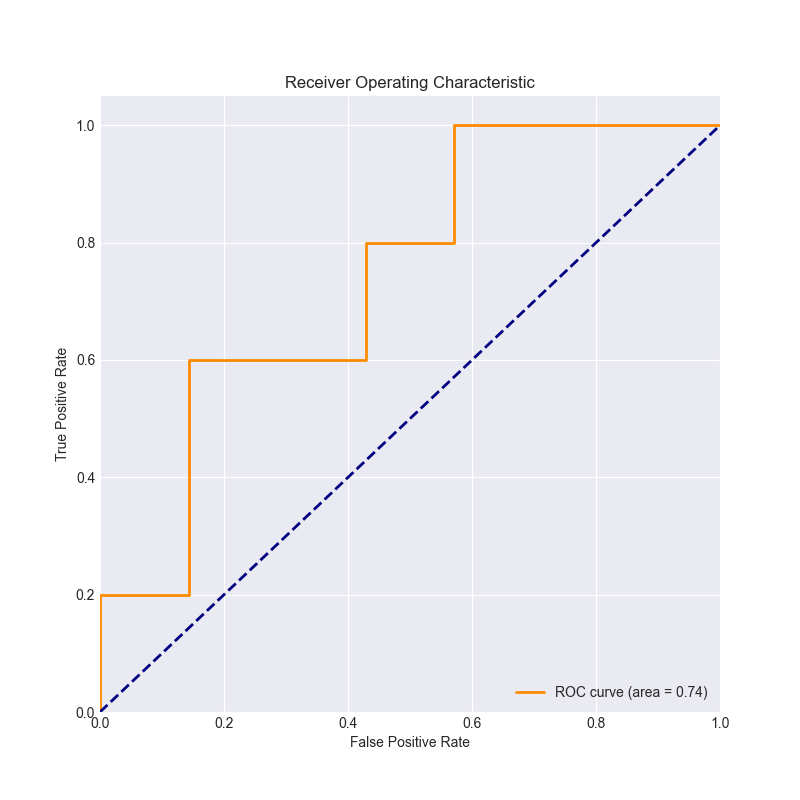 Receiver Operating Characteristic
1.0
0.8
0.6
0.4
0.2
0.0
True Positive Rate
0.0 0.2 0.4 0.6 0.8 1.0
False Positive Rate
ROC curve (area = 0.74)